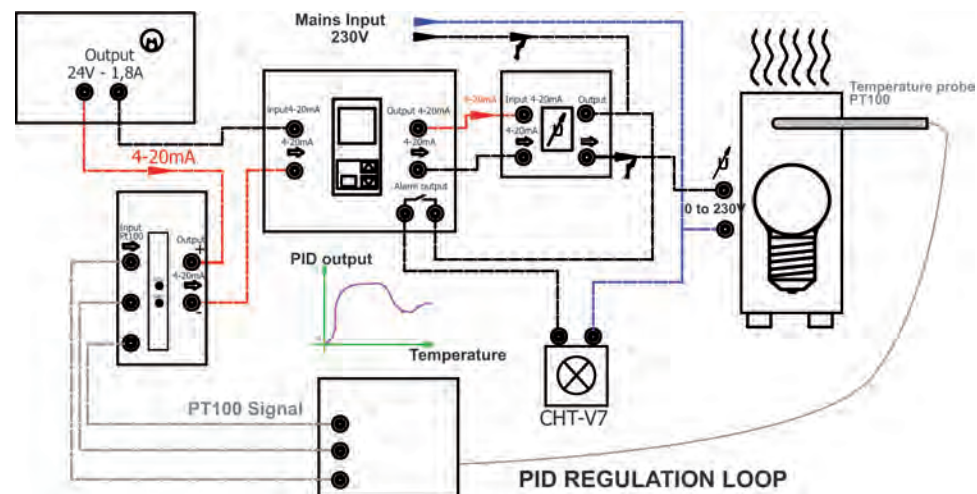 Mains Input
230V
Output
24V - 1,8A
Temperature probe
PT100
Input4-20mA
Output 4-20mA
4-20mA
Input 4-20mA
Output
4-20mA
4-20mA
4-20mA
4-20mA
Alarm output
0 to 230V
Input
Pt100
Output
+
4-20mA
-
PID output
Temperature
PT100 Signal
CHT-V7
PID REGULATION LOOP